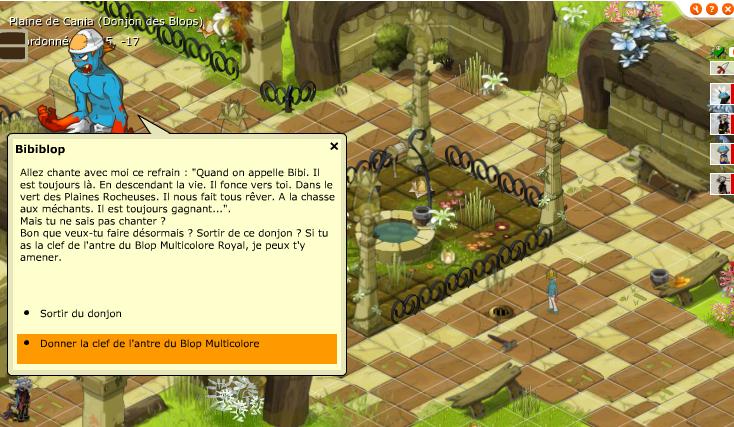 Plaine de Cania (Donjon des Blops)
ordonné 5, -17
Bibiblop
Allez chante avec moi ce refrain : "Quand on appelle Bibi. Il
est toujours là. En descendant la vie. Il fonce vers toi. Dans le
vert des Plaines Rocheuses. Il nous fait tous rêver. A la chasse
aux méchants. Il est toujours gagnant...".
Mais tu ne sais pas chanter ?
Bon que veux-tu faire désormais ? Sortir de ce donjon ? Si tu
as la clef de l'antre du Blop Multicolore Royal, je peux t'y
amener.
Sortir du donjon
Donner la clef de l'antre du Blop Multicolore